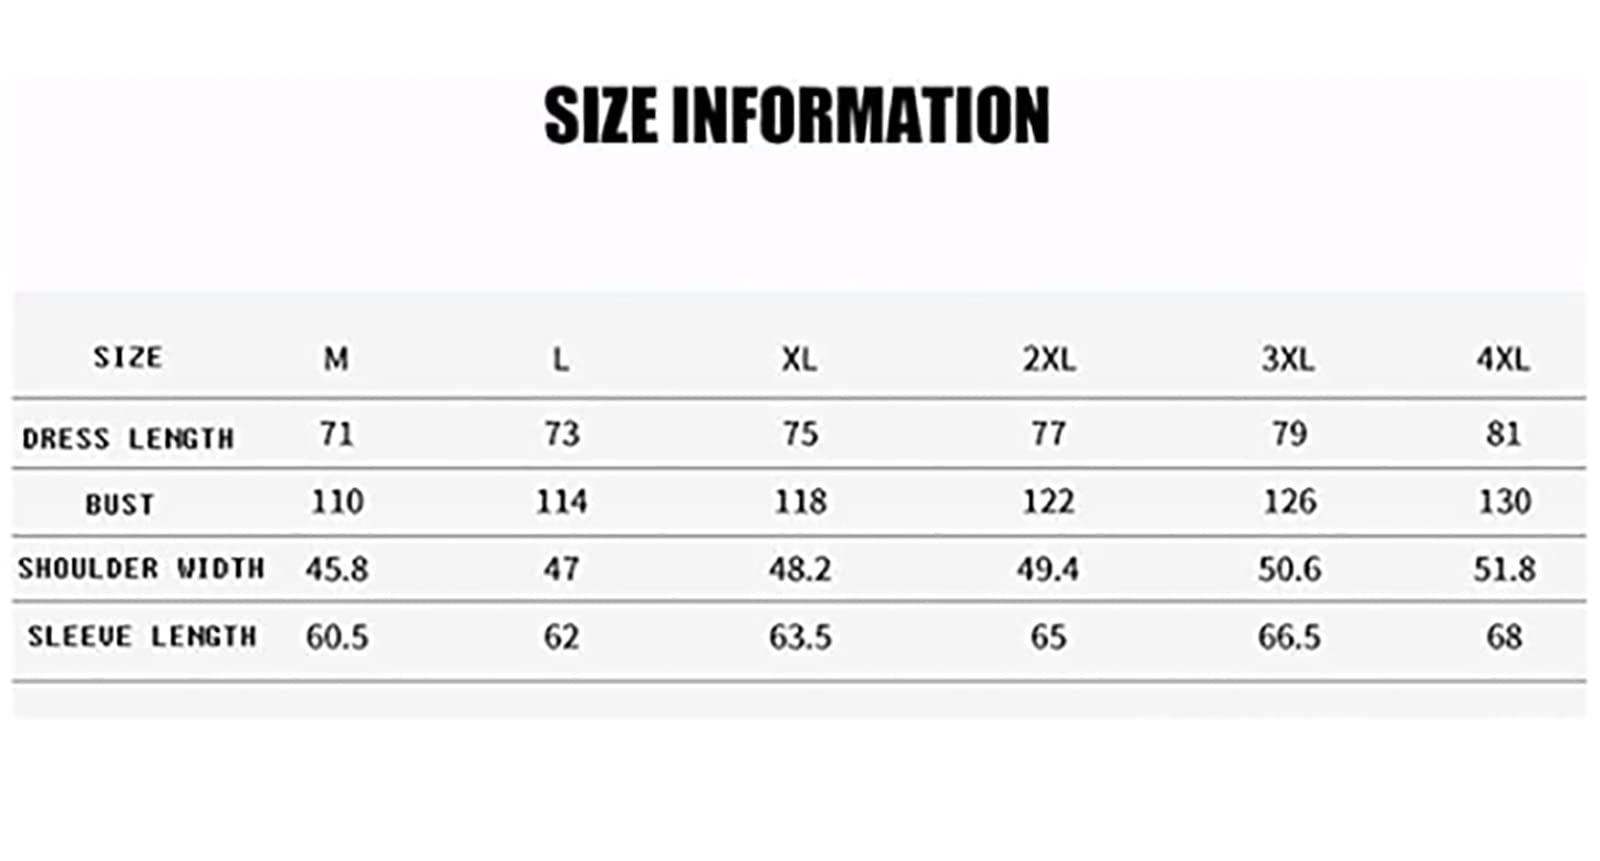 SIZE INFORMATION
SIZE M L XL 2XL 3XL 4XL
DRESS LENGTH 71 73 75 77 79 81
BUST 110 114 118 122 126 130
SHOULDER WIDTH 45.8 47 48.2 49.4 50.6 51.8
SLEEVE LENGTH 60.5 62 63.5 65 66.5 68